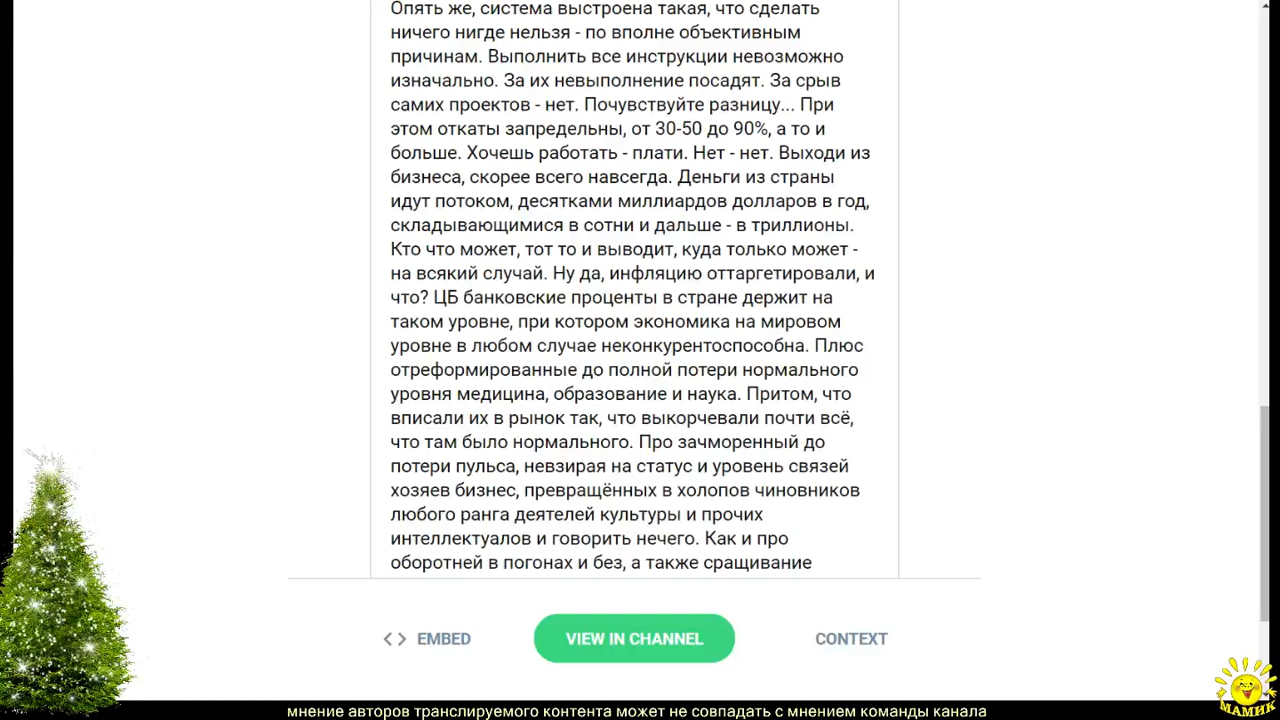 Опять же, система выстроена такая, что сделать
ничего нигде нельзя - по вполне объективным
причинам. Выполнить все инструкции невозможно
изначально. За их невыполнение посадят. За срыв
самих проектов - нет. Почувствуйте разницу... При
этом откаты запредельны, от 30-50 до 90%, а то и
больше. Хочешь работать - плати. Нет - нет. Выходи из
бизнеса, скорее всего навсегда. Деньги из страны
идут потоком, десятками миллиардов долларов в год,
складывающимися в сотни и дальше - в триллионы.
Кто что может, тот то и выводит, куда только может -
на всякий случай. Ну да, инфляцию оттаргетировали, и
что? ЦБ банковские проценты в стране держит на
таком уровне, при котором экономика на мировом
уровне в любом случае неконкурентоспособна. Плюс
отреформированные до полной потери нормального
уровня медицина, образование и наука. Притом, что
вписали их в рынок так, что выкорчевали почти всё,
что там было нормального. Про зачморенный до
потери пульса, невзирая на статус и уровень связей
хозяев бизнес, превращённых в холопов чиновников
любого ранга деятелей культуры и прочих
интеллектуалов и говорить нечего. Как и про
оборотней в погонах и без, а также сращивание
EMBED
VIEW IN CHANNEL
CONTEXT
МАМИК
мнение авторов транслируемого контента может не совпадать с мнением команды канала